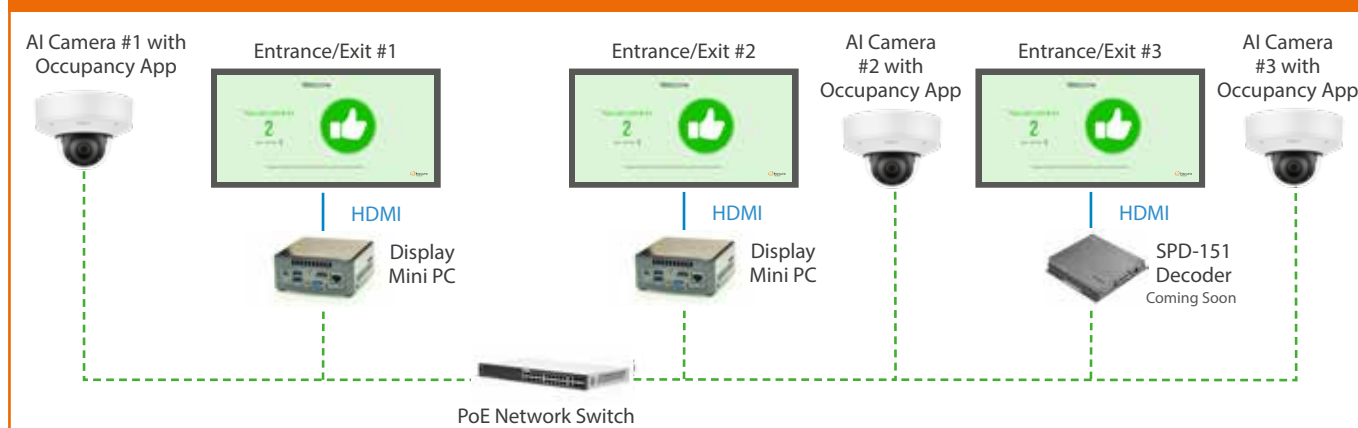 AI Camera #1 with
Occupancy App
Entrance/Exit #1
Entrance/Exit #2
AI Camera
#2 with
Occupancy App
Entrance/Exit #3
AI Camera
#3 with
Occupancy App
Welcome
2
Welcome
2
Welcome
2
HDMI
HDMI
HDMI
Display
Mini PC
Display
Mini PC
SPD-151
Decoder
Coming Soon
PoE Network Switch